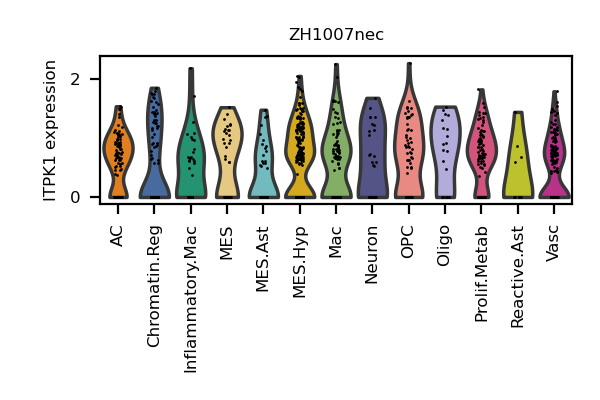 ZH1007nec
ITPK1 expression
2
0
AC
Chromatin.Reg
Inflammatory.Mac
MES
MES.Ast
MES.Hyp
Mac
Neuron
OPC
Oligo
Prolif.Metab
Reactive.Ast
Vasc